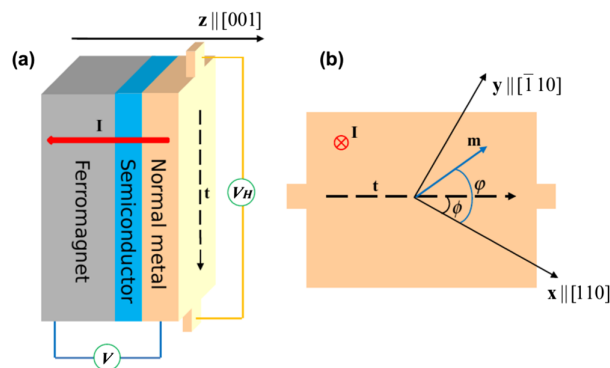 z || [001]
(a)
I
Ferromagnet
Semiconductor
Normal metal
t
V_H
V
(b)
y || [1̄ 10]
I
m
t
φ
ϕ
x || [110]